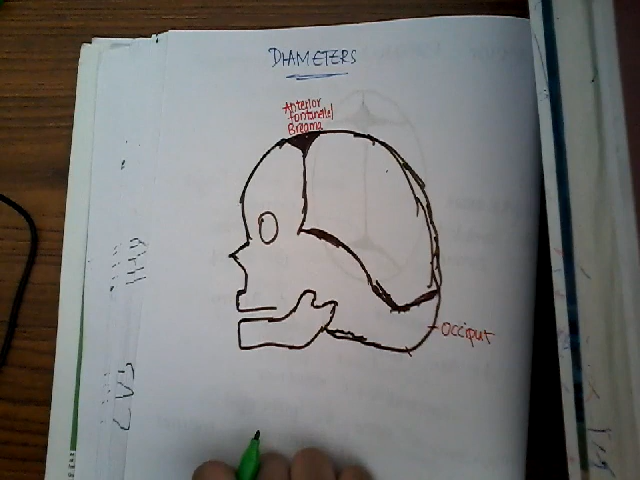 DIAMETERS
Anterior
fontanelle/
Bregma
Occiput